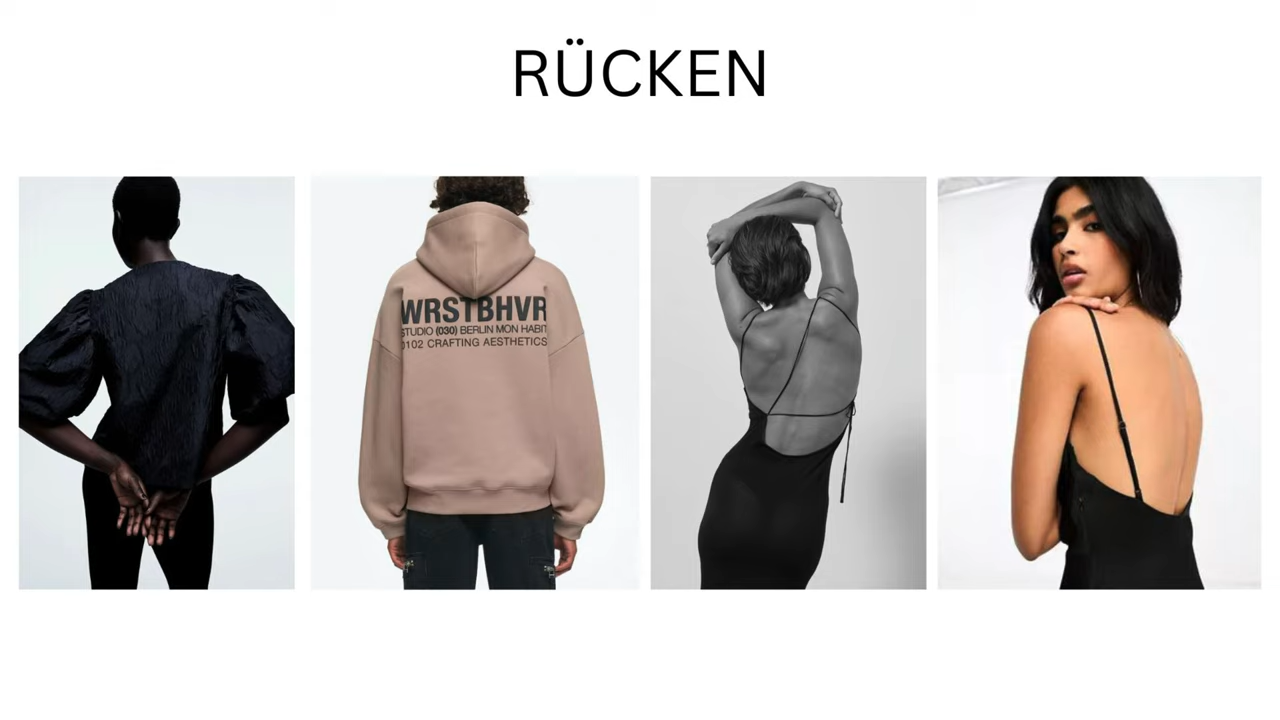 RÜCKEN
WRSTBHVR
STUDIO (030) BERLIN MON HABIT
0102 CRAFTING AESTHETICS